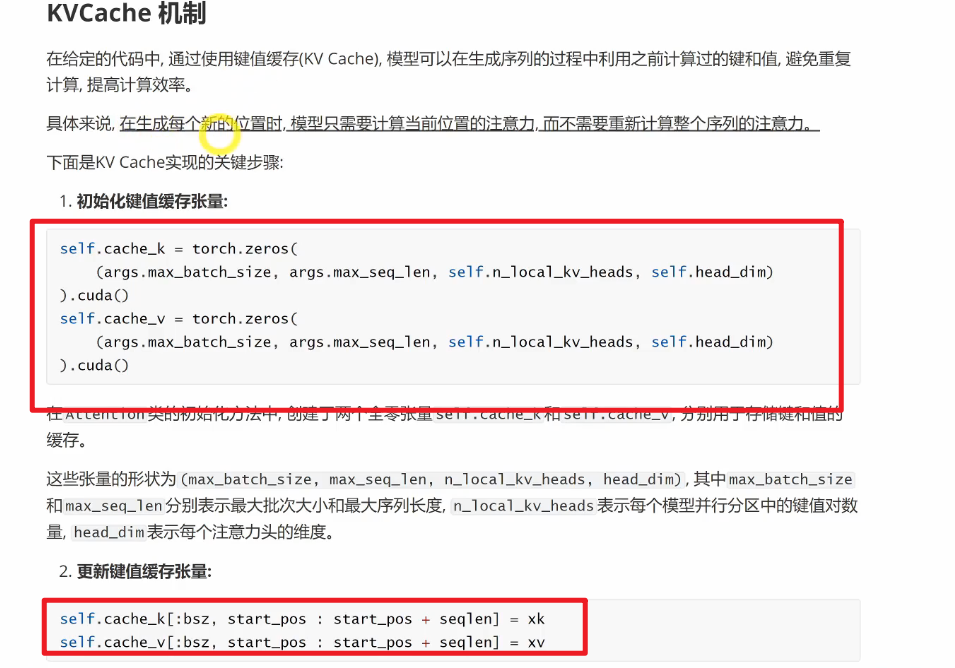 KVCache 机制
在给定的代码中, 通过使用键值缓存(KV Cache), 模型可以在生成序列的过程中利用之前计算过的键和值, 避免重复
计算, 提高计算效率。
具体来说, 在生成每个新的位置时, 模型只需要计算当前位置的注意力, 而不需要重新计算整个序列的注意力。
下面是KV Cache实现的关键步骤:
1. 初始化键值缓存张量:
self.cache_k = torch.zeros(
    (args.max_batch_size, args.max_seq_len, self.n_local_kv_heads, self.head_dim)
).cuda()
self.cache_v = torch.zeros(
    (args.max_batch_size, args.max_seq_len, self.n_local_kv_heads, self.head_dim)
).cuda()
在Attention类的初始化方法中, 创建了两个全零张量self.cache_k和self.cache_v, 分别用于存储键和值的
缓存。
这些张量的形状为(max_batch_size, max_seq_len, n_local_kv_heads, head_dim), 其中max_batch_size
和max_seq_len分别表示最大批次大小和最大序列长度, n_local_kv_heads表示每个模型并行分区中的键值对数
量, head_dim表示每个注意力头的维度。
2. 更新键值缓存张量:
self.cache_k[:bsz, start_pos : start_pos + seqlen] = xk
self.cache_v[:bsz, start_pos : start_pos + seqlen] = xv